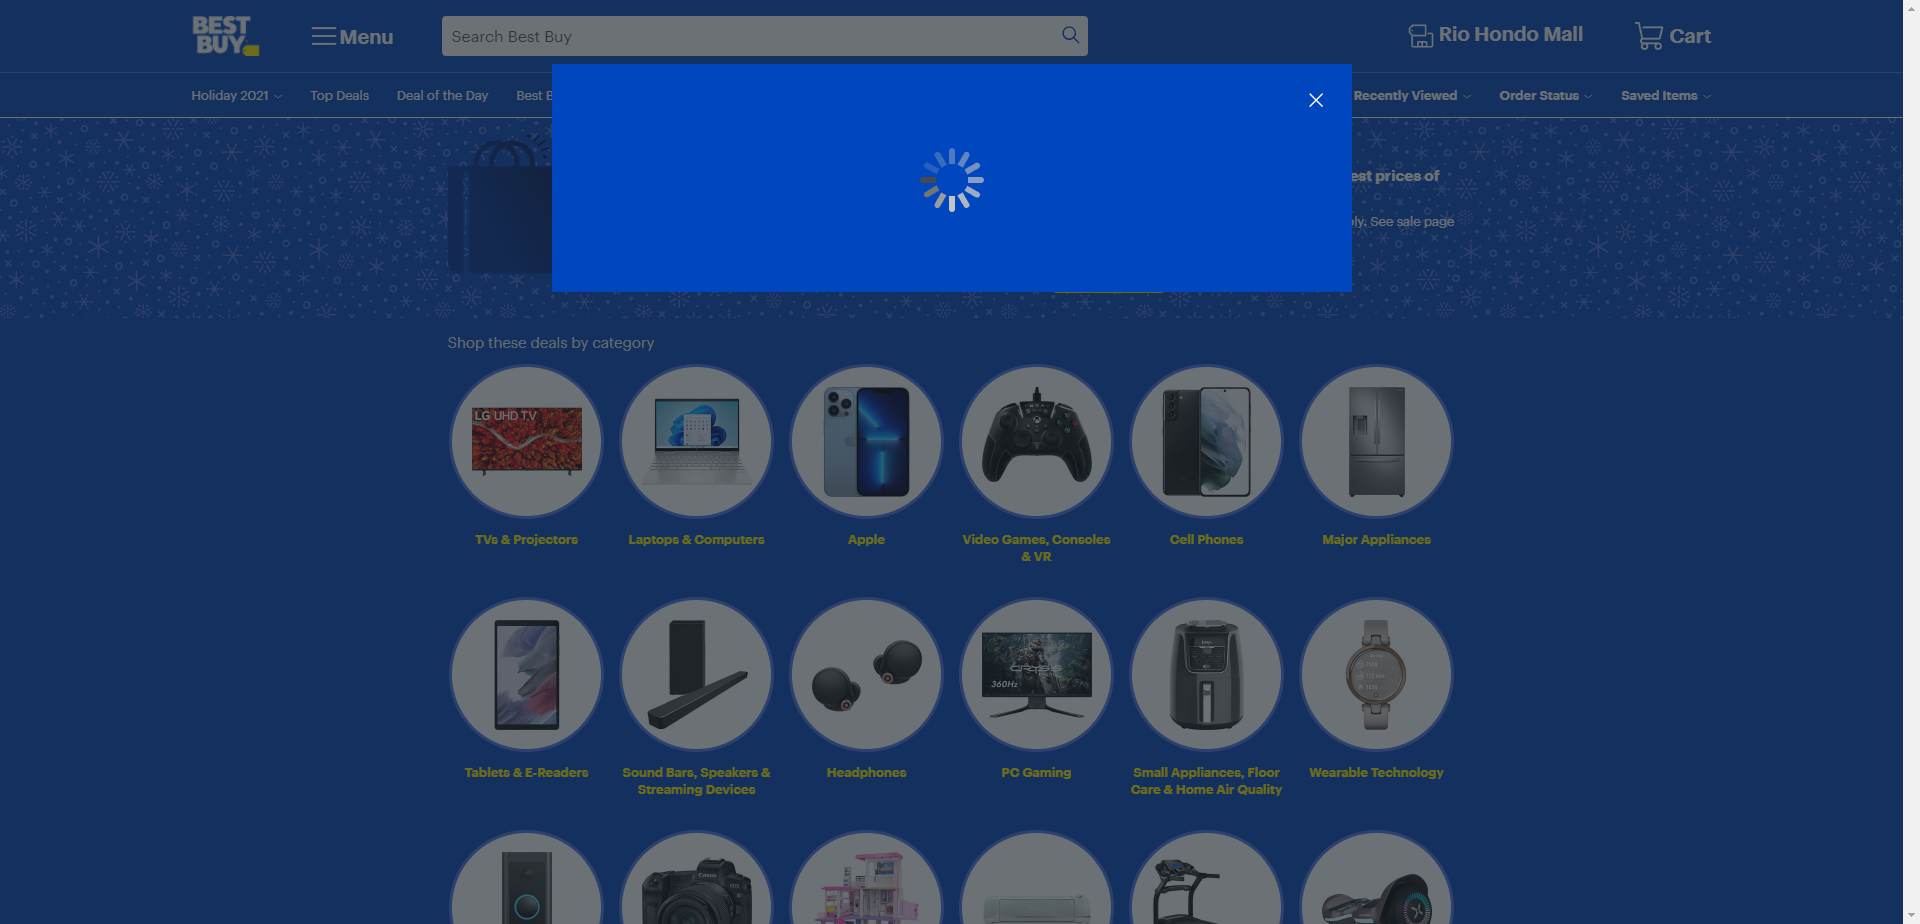 BEST BUY
Menu
Search Best Buy
Rio Hondo Mall
Cart
Holiday 2021
Top Deals
Deal of the Day
Best B
Recently Viewed
Order Status
Saved Items
est prices of
ply. See sale page
Shop these deals by category
LG UHD TV
TVs & Projectors
Laptops & Computers
Apple
Video Games, Consoles
& VR
Cell Phones
Major Appliances
CRYSIS
360Hz
Tablets & E-Readers
Sound Bars, Speakers &
Streaming Devices
Headphones
PC Gaming
Small Appliances, Floor
Care & Home Air Quality
Wearable Technology
Canon